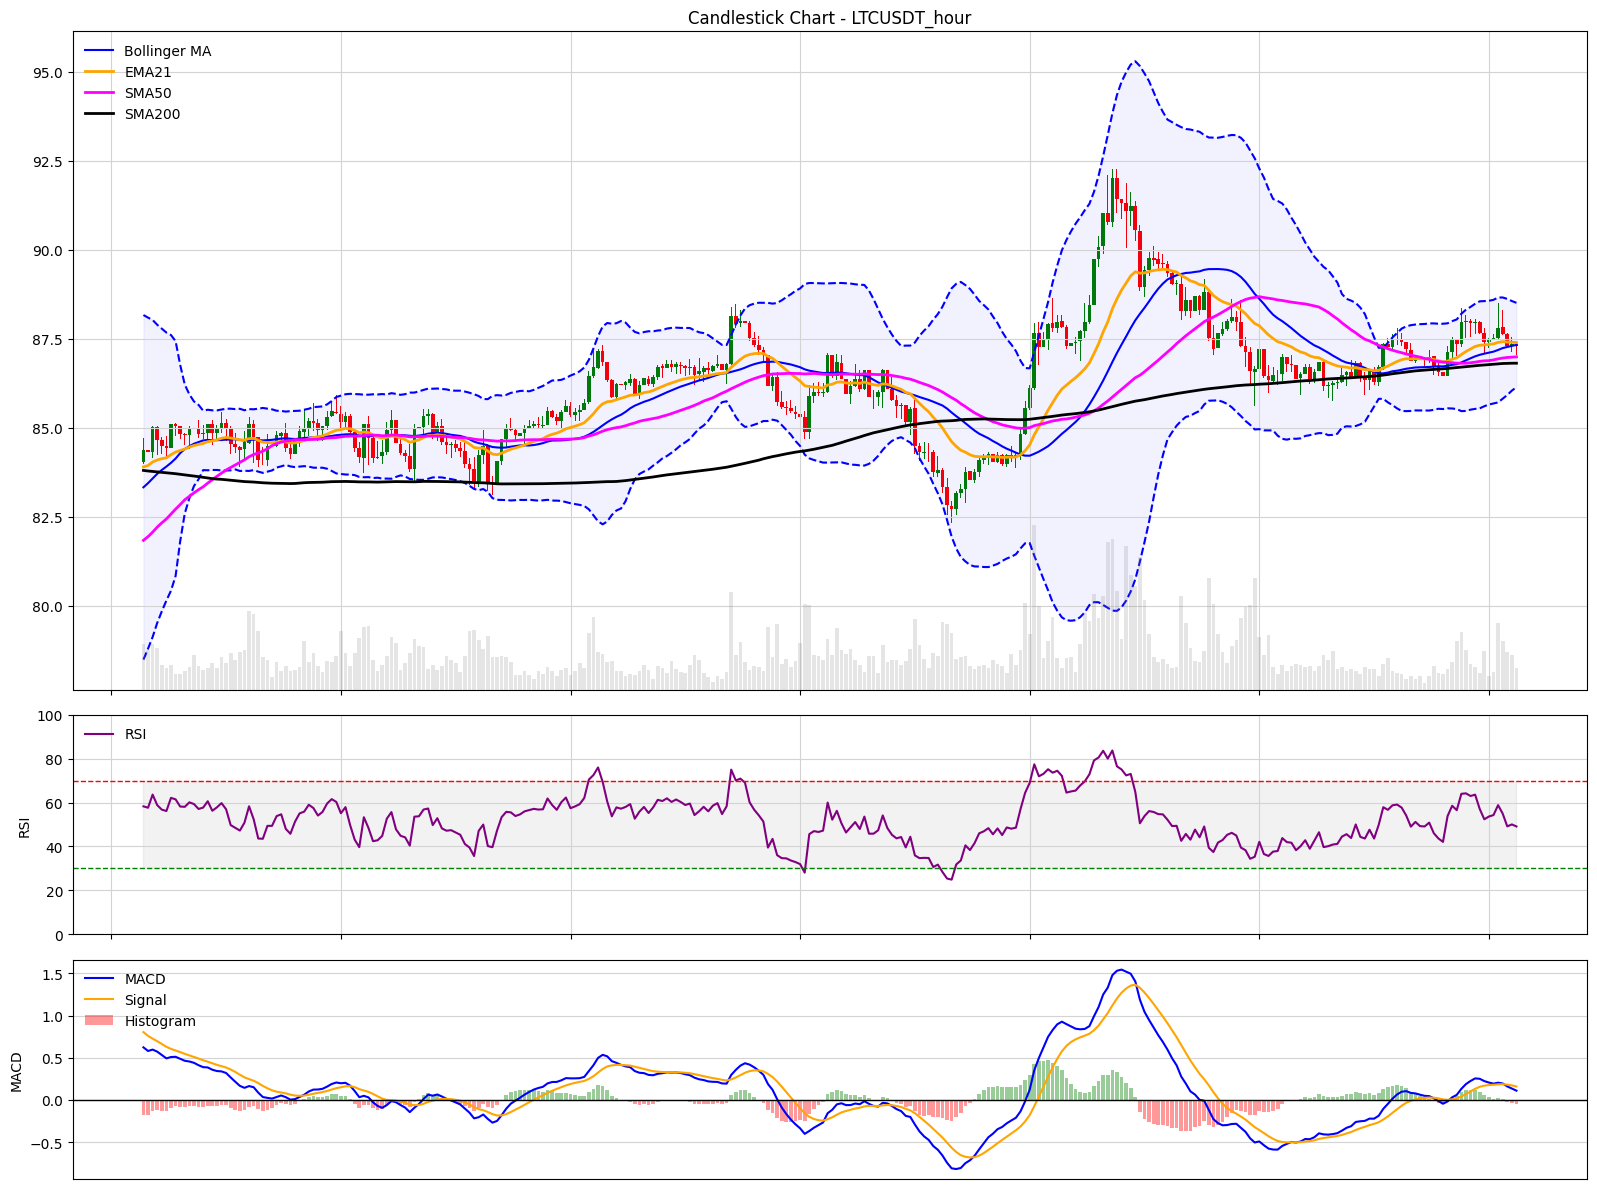 Candlestick Chart - LTCUSDT_hour
Bollinger MA
EMA21
SMA50
SMA200
95.0
92.5
90.0
87.5
85.0
82.5
80.0
RSI
100
80
60
40
20
0
RSI
MACD
Signal
Histogram
1.5
1.0
0.5
0.0
−0.5
MACD